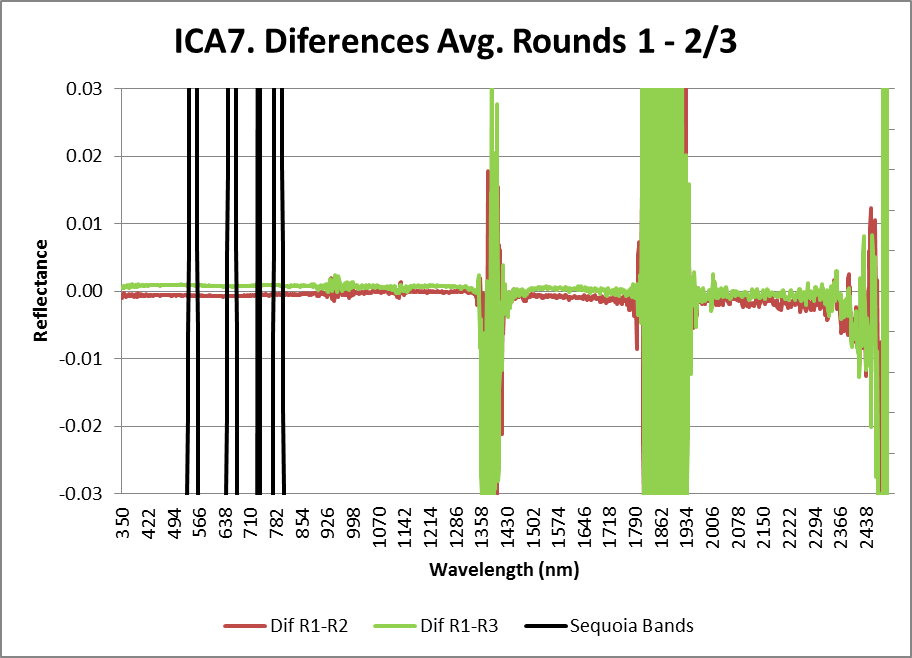 ICA7. Diferences Avg. Rounds 1 - 2/3
0.03
0.02
0.01
0.00
-0.01
-0.02
-0.03
Reflectance
350 422 494 566 638 710 782 854 926 998 1070 1142 1214 1286 1358 1430 1502 1574 1646 1718 1790 1862 1934 2006 2078 2150 2222 2294 2366 2438
Wavelength (nm)
Dif R1-R2 Dif R1-R3 Sequoia Bands